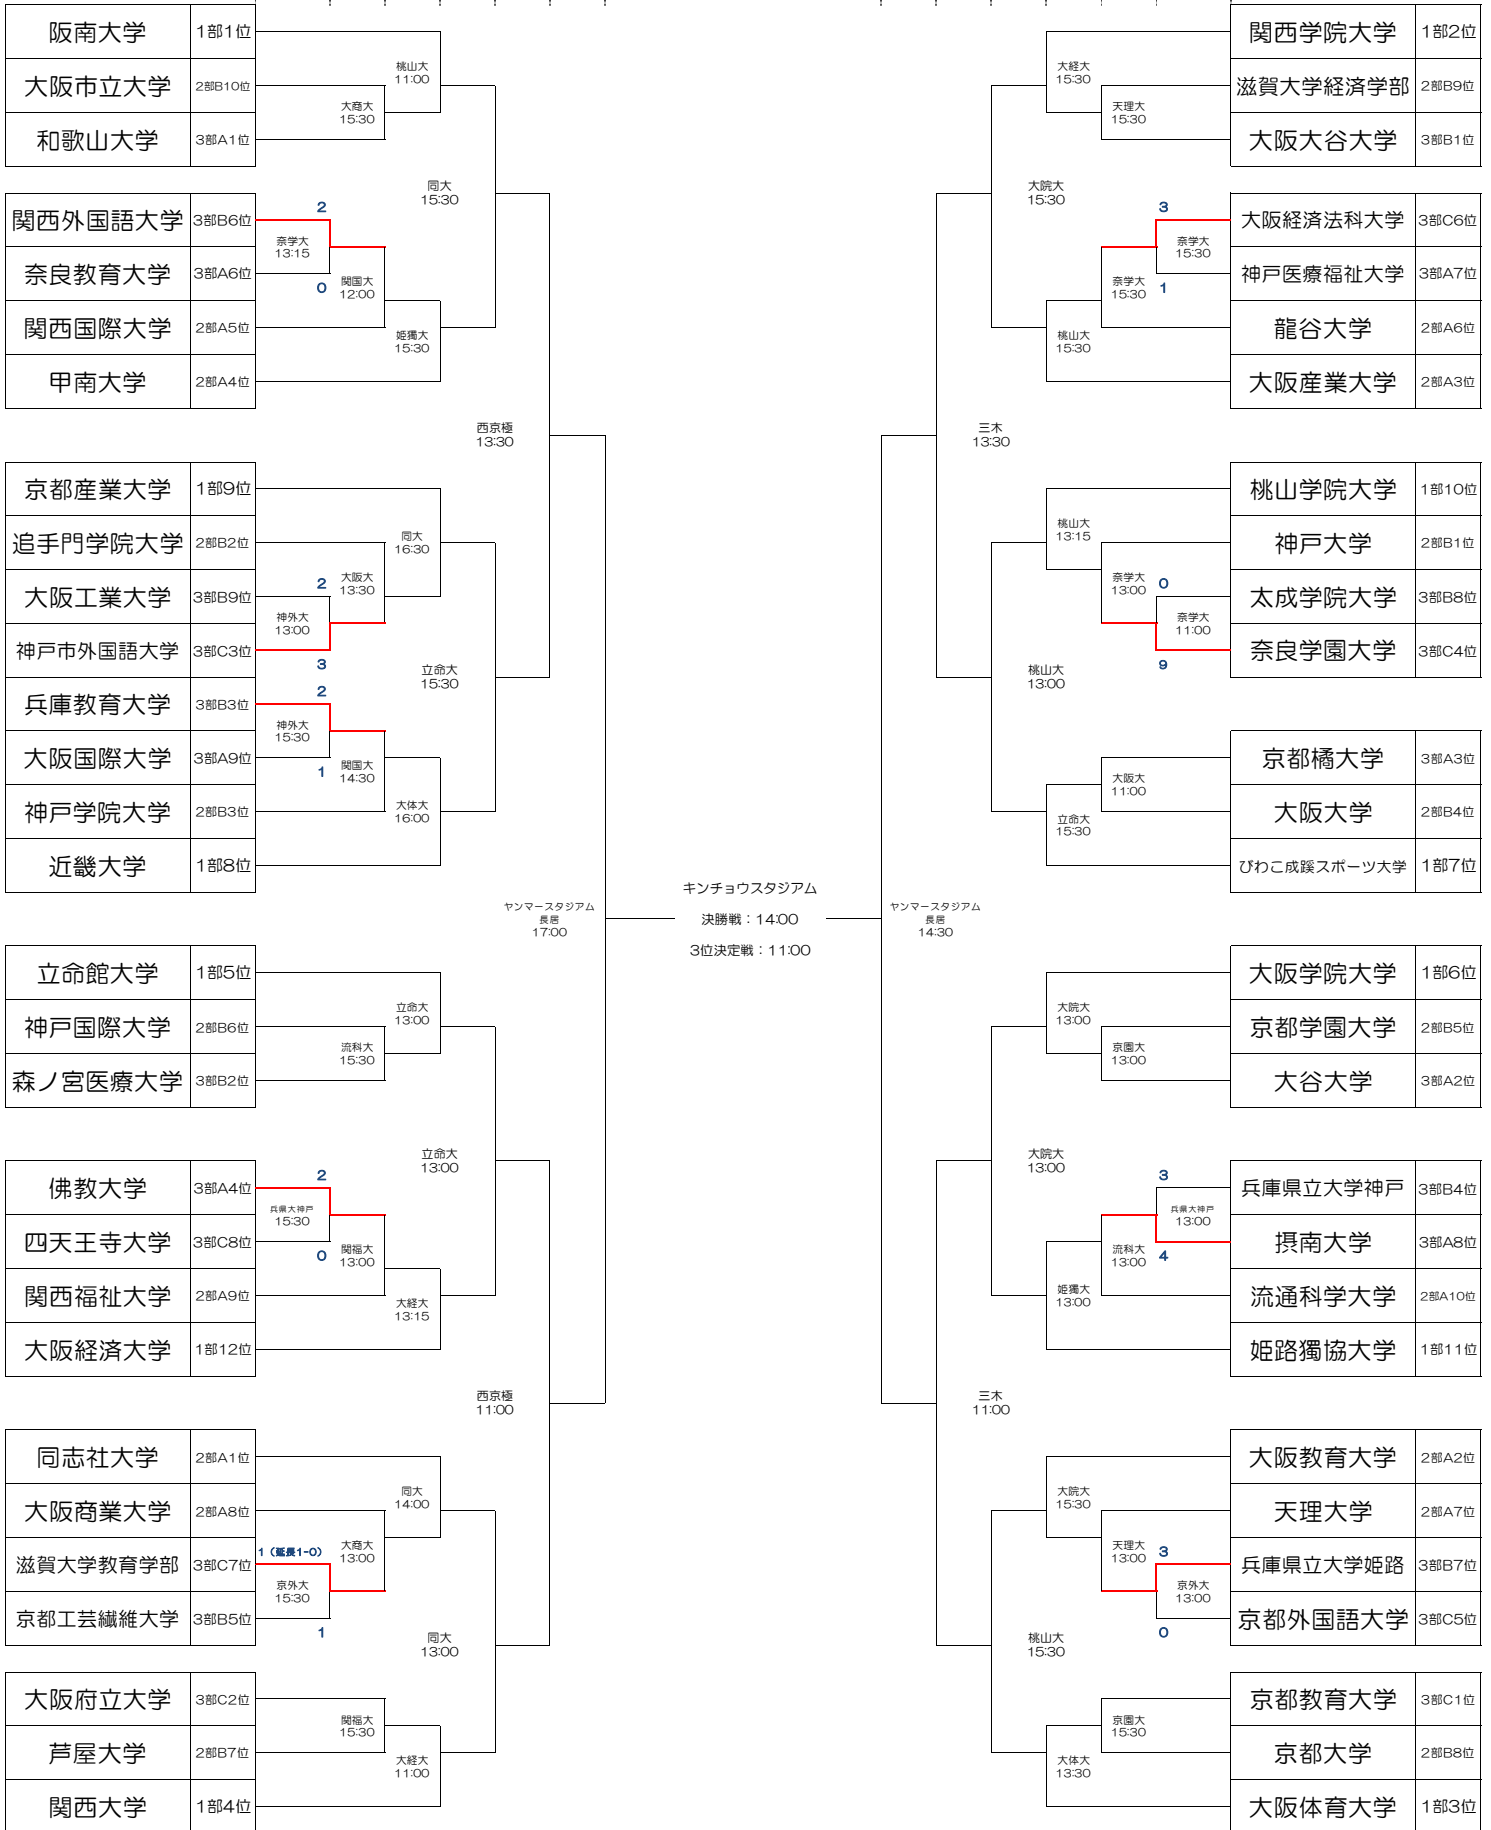 阪南大学 1部1位
大阪市立大学 2部B10位
和歌山大学 3部A1位
桃山大
11:00
大商大
15:30
同大
15:30
関西外国語大学 3部B6位
奈良教育大学 3部A6位
関西国際大学 2部A5位
甲南大学 2部A4位
2
奈学大
13:15
0
関国大
12:00
姫獨大
15:30
西京極
13:30
京都産業大学 1部9位
追手門学院大学 2部B2位
大阪工業大学 3部B9位
神戸市外国語大学 3部C3位
兵庫教育大学 3部B3位
大阪国際大学 3部A9位
神戸学院大学 2部B3位
近畿大学 1部8位
同大
16:30
2
大阪大
13:30
神外大
13:00
3
立命大
15:30
2
神外大
15:30
1
関国大
14:30
大体大
16:00
ヤンマースタジアム
長居
17:00
立命館大学 1部5位
神戸国際大学 2部B6位
森ノ宮医療大学 3部B2位
立命大
13:00
流科大
15:30
立命大
13:00
佛教大学 3部A4位
四天王寺大学 3部C8位
関西福祉大学 2部A9位
大阪経済大学 1部12位
2
兵県大神戸
15:30
0
関福大
13:00
大経大
13:15
西京極
11:00
同志社大学 2部A1位
大阪商業大学 2部A8位
滋賀大学教育学部 3部C7位
京都工芸繊維大学 3部B5位
同大
14:00
1（延長1-0）
大商大
13:00
京外大
15:30
1
同大
13:00
大阪府立大学 3部C2位
芦屋大学 2部B7位
関西大学 1部4位
関福大
15:30
大経大
11:00
キンチョウスタジアム
決勝戦：14:00
3位決定戦：11:00
関西学院大学 1部2位
滋賀大学経済学部 2部B9位
大阪大谷大学 3部B1位
大経大
15:30
天理大
15:30
大院大
15:30
大阪経済法科大学 3部C6位
神戸医療福祉大学 3部A7位
龍谷大学 2部A6位
大阪産業大学 2部A3位
3
奈学大
15:30
1
奈学大
15:30
桃山大
15:30
三木
13:30
桃山学院大学 1部10位
神戸大学 2部B1位
太成学院大学 3部B8位
奈良学園大学 3部C4位
桃山大
13:15
奈学大
13:00
0
奈学大
11:00
9
桃山大
13:00
京都橘大学 3部A3位
大阪大学 2部B4位
びわこ成蹊スポーツ大学 1部7位
大阪大
11:00
立命大
15:30
ヤンマースタジアム
長居
14:30
大阪学院大学 1部6位
京都学園大学 2部B5位
大谷大学 3部A2位
大院大
13:00
京園大
13:00
大院大
13:00
兵庫県立大学神戸 3部B4位
摂南大学 3部A8位
流通科学大学 2部A10位
姫路獨協大学 1部11位
3
兵県大神戸
13:00
4
流科大
13:00
姫獨大
13:00
三木
11:00
大阪教育大学 2部A2位
天理大学 2部A7位
兵庫県立大学姫路 3部B7位
京都外国語大学 3部C5位
大院大
15:30
天理大
13:00
3
京外大
13:00
0
桃山大
15:30
京都教育大学 3部C1位
京都大学 2部B8位
大阪体育大学 1部3位
京園大
15:30
大体大
13:30